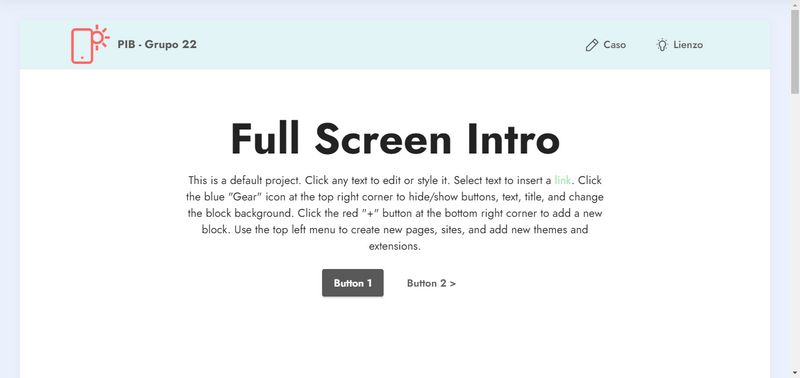 PIB - Grupo 22
Caso
Lienzo
Full Screen Intro
This is a default project. Click any text to edit or style it. Select text to insert a link. Click
the blue "Gear" icon at the top right corner to hide/show buttons, text, title, and change
the block background. Click the red "+" button at the bottom right corner to add a new
block. Use the top left menu to create new pages, sites, and add new themes and
extensions.
Button 1
Button 2 >